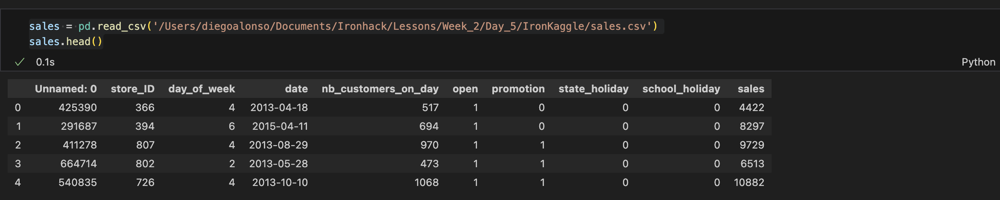 sales = pd.read_csv('/Users/diegoalonso/Documents/Ironhack/Lessons/Week_2/Day_5/IronKaggle/sales.csv')
sales.head()
0.1s Python
Unnamed: 0 store_ID day_of_week date nb_customers_on_day open promotion state_holiday school_holiday sales
0 425390 366 4 2013-04-18 517 1 0 0 0 4422
1 291687 394 6 2015-04-11 694 1 0 0 0 8297
2 411278 807 4 2013-08-29 970 1 1 0 0 9729
3 664714 802 2 2013-05-28 473 1 1 0 0 6513
4 540835 726 4 2013-10-10 1068 1 1 0 0 10882